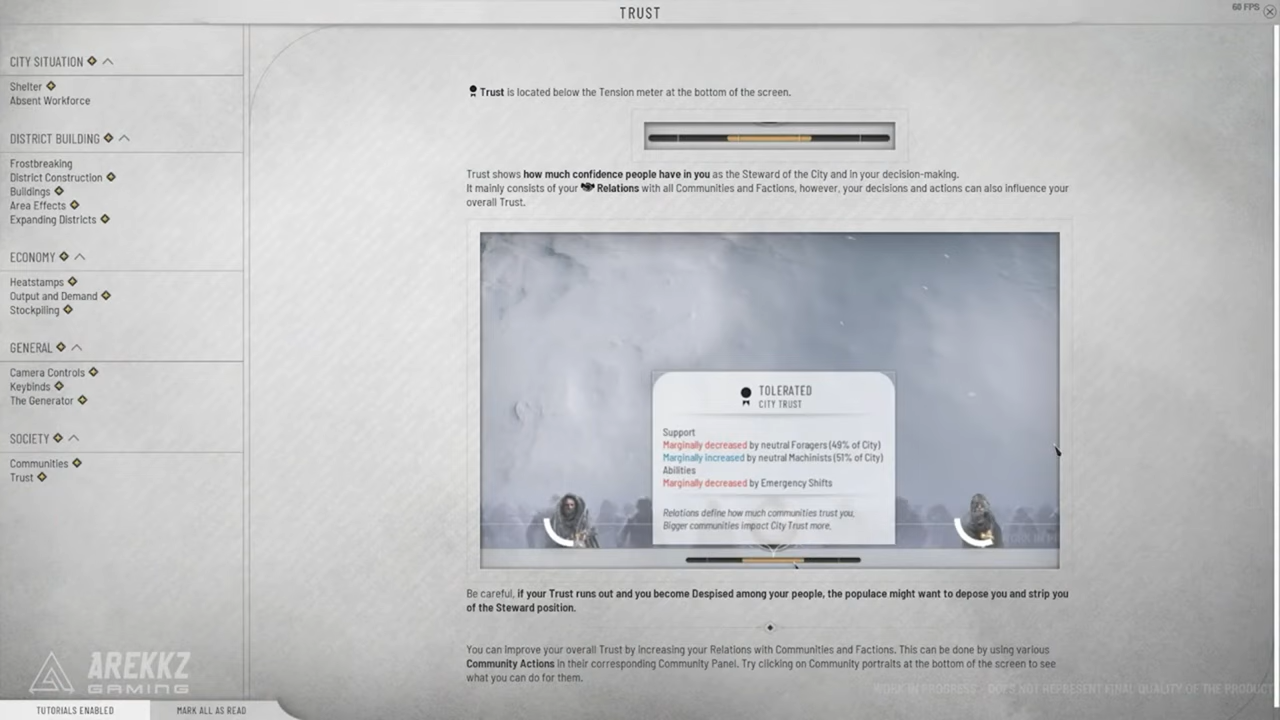 TRUST
60 FPS
CITY SITUATION
Shelter
Absent Workforce
DISTRICT BUILDING
Frostbreaking
District Construction
Buildings
Area Effects
Expanding Districts
ECONOMY
Heatstamps
Output and Demand
Stockpiling
GENERAL
Camera Controls
Keybinds
The Generator
SOCIETY
Communities
Trust
Trust is located below the Tension meter at the bottom of the screen.
Trust shows how much confidence people have in you as the Steward of the City and in your decision-making.
It mainly consists of your Relations with all Communities and Factions, however, your decisions and actions can also influence your
overall Trust.
TOLERATED
CITY TRUST
Support
Marginally decreased by neutral Foragers (49% of City)
Marginally increased by neutral Machinists (51% of City)
Abilities
Marginally decreased by Emergency Shifts
Relations define how much communities trust you.
Bigger communities impact City Trust more.
WORK IN
Be careful, if your Trust runs out and you become Despised among your people, the populace might want to depose you and strip you
of the Steward position.
You can improve your overall Trust by increasing your Relations with Communities and Factions. This can be done by using various
Community Actions in their corresponding Community Panel. Try clicking on Community portraits at the bottom of the screen to see
what you can do for them.
AREKKZ
GAMING
WORK IN PROGRESS - DOES NOT REPRESENT FINAL QUALITY OF THE PRODUCT
TUTORIALS ENABLED
MARK ALL AS READ